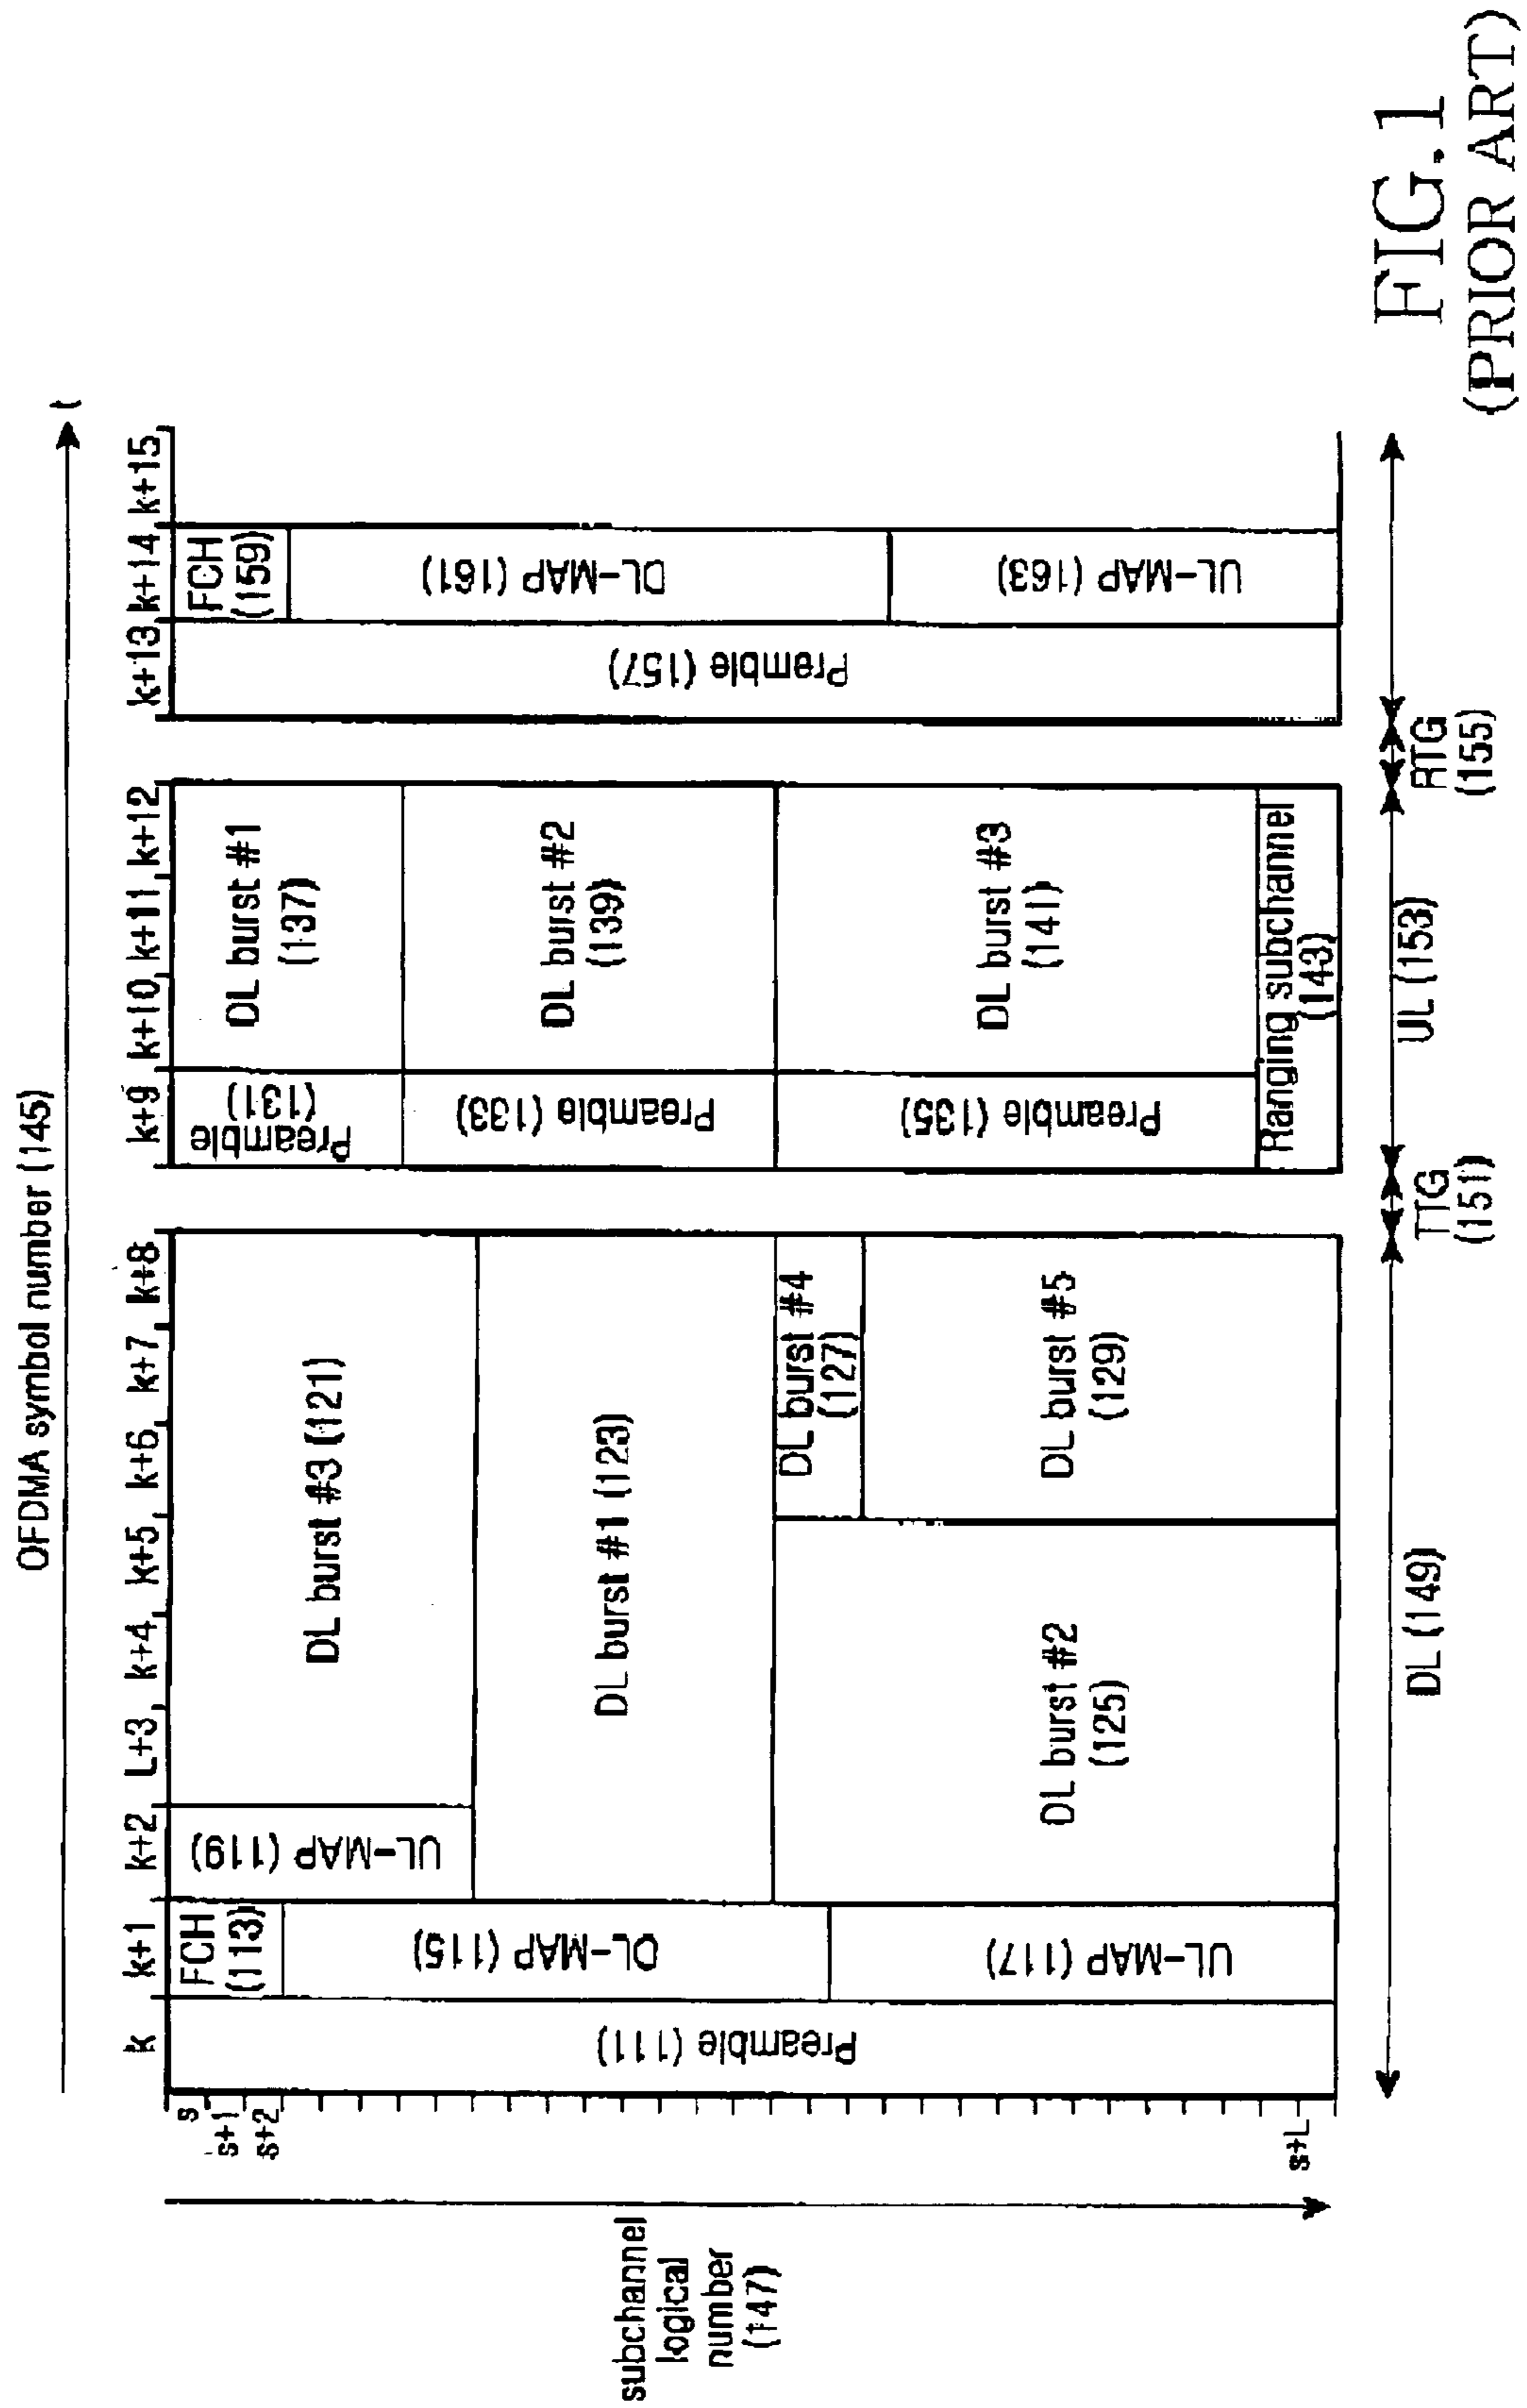 OFDMA symbol number (145)
t
k
k+1
k+2
L+3
k+4
k+5
k+6
k+7
k+8
k+9
k+10
k+11
k+12
k+13
k+14
k+15
subchannel
logical
number
(147)
s
s+1
s+2
s+L
Preamble (111)
FCH
(113)
DL-MAP (115)
UL-MAP (117)
UL-MAP (119)
DL burst #3 (121)
DL burst #1 (123)
DL burst #2
(125)
DL burst #4
(127)
DL burst #5
(129)
Preamble
(131)
Preamble (133)
Preamble (135)
DL burst #1
(137)
DL burst #2
(139)
DL burst #3
(141)
Ranging subchannel
(143)
Premble (157)
FCH
(159)
DL-MAP (161)
UL-MAP (163)
DL (149)
TTG
(151)
UL (153)
RTG
(155)
FIG.1
(PRIOR ART)